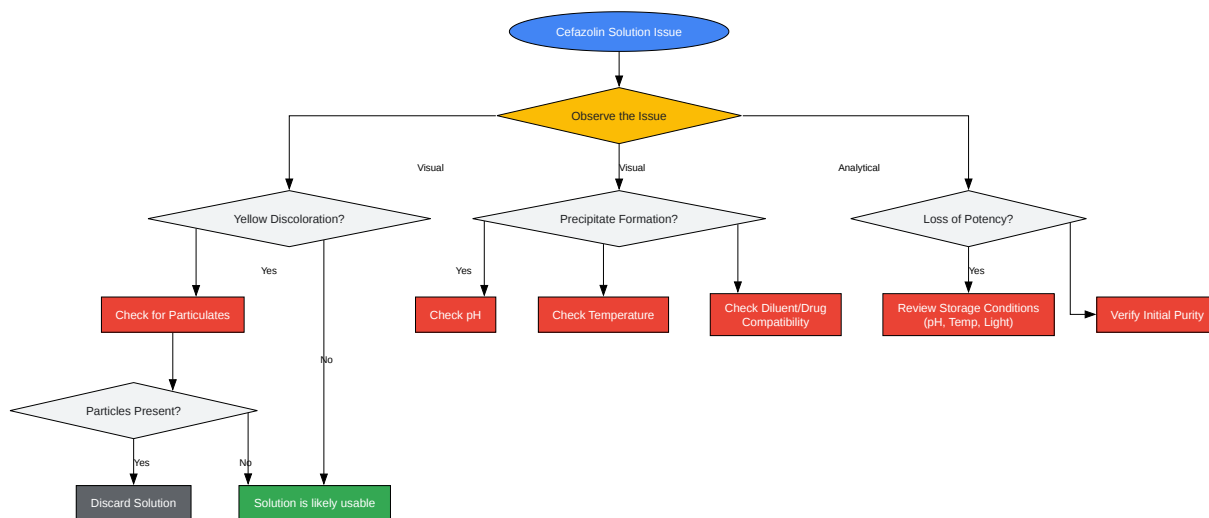 Cefazolin Solution Issue
Observe the Issue
Visual
Visual
Analytical
Yellow Discoloration?
Precipitate Formation?
Loss of Potency?
Yes
Yes
Yes
Check for Particulates
Check pH
Check Temperature
Check Diluent/Drug
Compatibility
Review Storage Conditions
(pH, Temp, Light)
Verify Initial Purity
No
Particles Present?
Yes
No
Discard Solution
Solution is likely usable